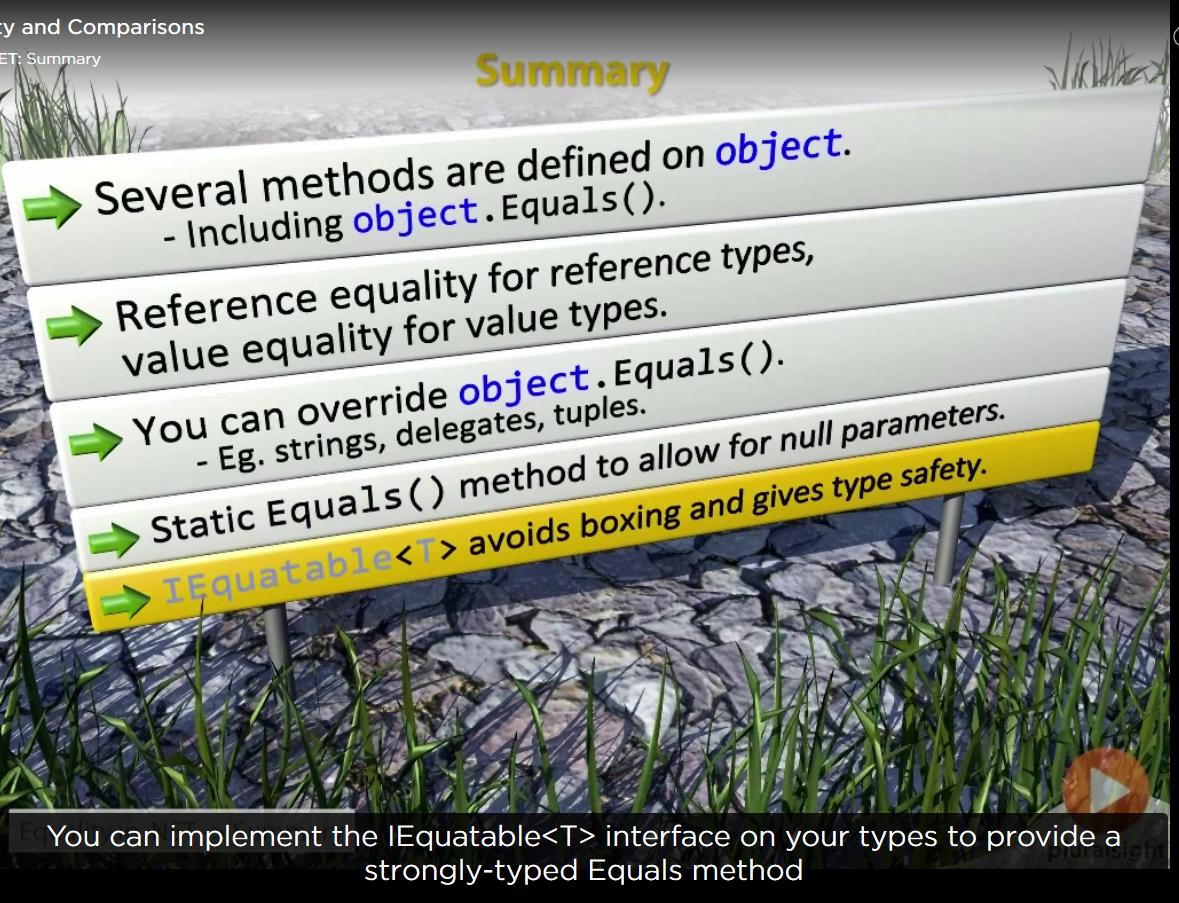 ty and Comparisons
ET: Summary
Summary
Several methods are defined on object.
- Including object.Equals().
Reference equality for reference types,
value equality for value types.
You can override object.Equals().
- Eg. strings, delegates, tuples.
Static Equals() method to allow for null parameters.
IEquatable<T> avoids boxing and gives type safety.
You can implement the IEquatable<T> interface on your types to provide a
strongly-typed Equals method
pluralsight